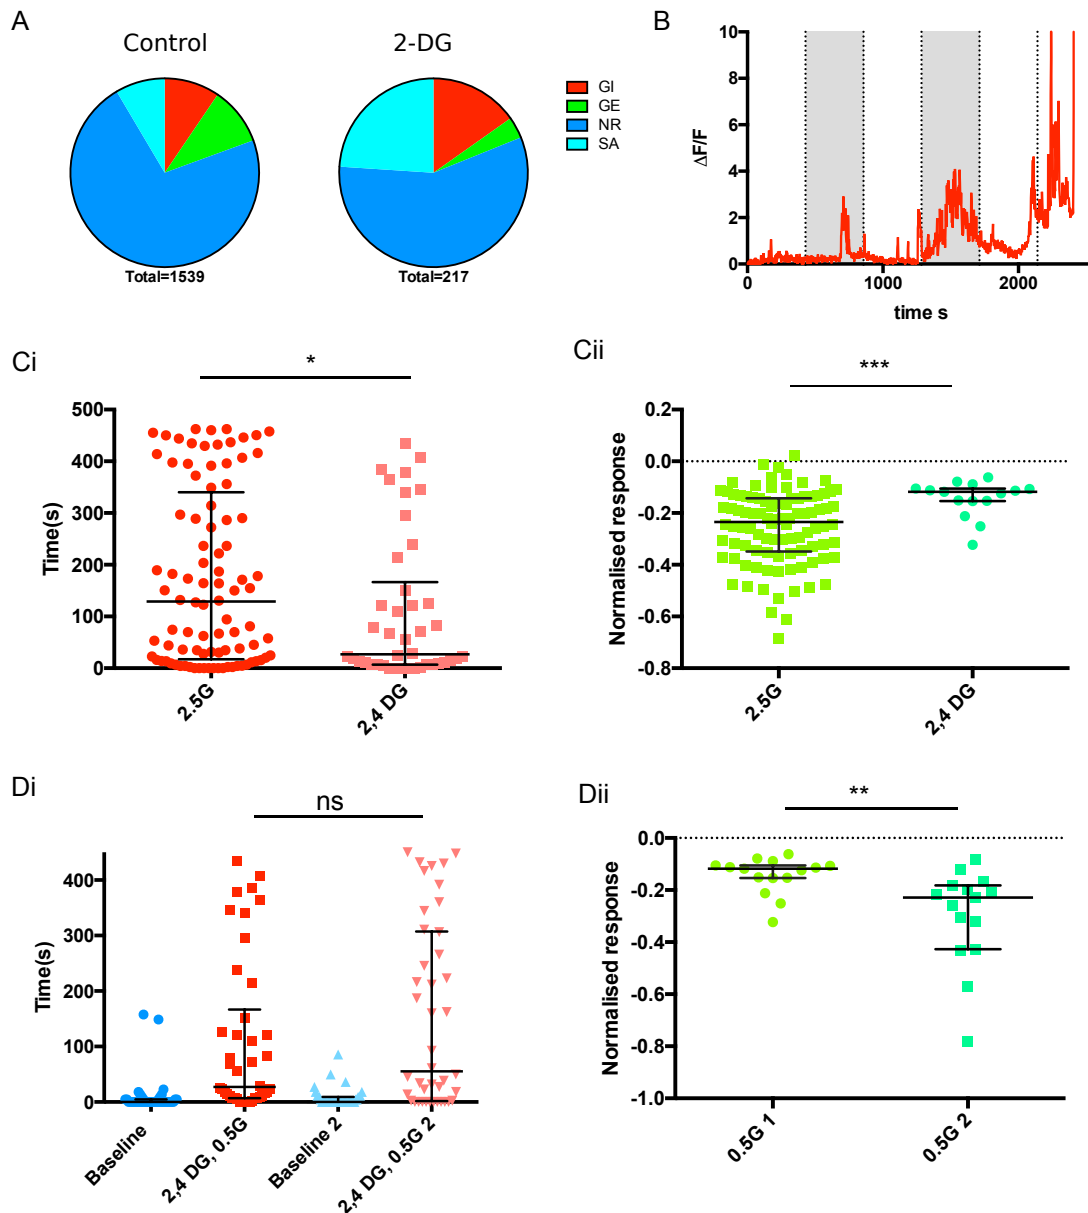 A
Control
2-DG
GI
GE
NR
SA
Total=1539
Total=217
B
10
8
6
4
2
0
ΔF/F
0
1000
2000
time s
Ci
*
500
400
300
200
100
0
Time(s)
2.5G
2,4 DG
Cii
***
0.2
0.0
-0.2
-0.4
-0.6
-0.8
Normalised response
2.5G
2,4 DG
Di
ns
400
300
200
100
0
Time(s)
Baseline
2,4 DG, 0.5G
Baseline 2
2,4 DG, 0.5G 2
Dii
**
0.0
-0.2
-0.4
-0.6
-0.8
-1.0
Normalised response
0.5G 1
0.5G 2